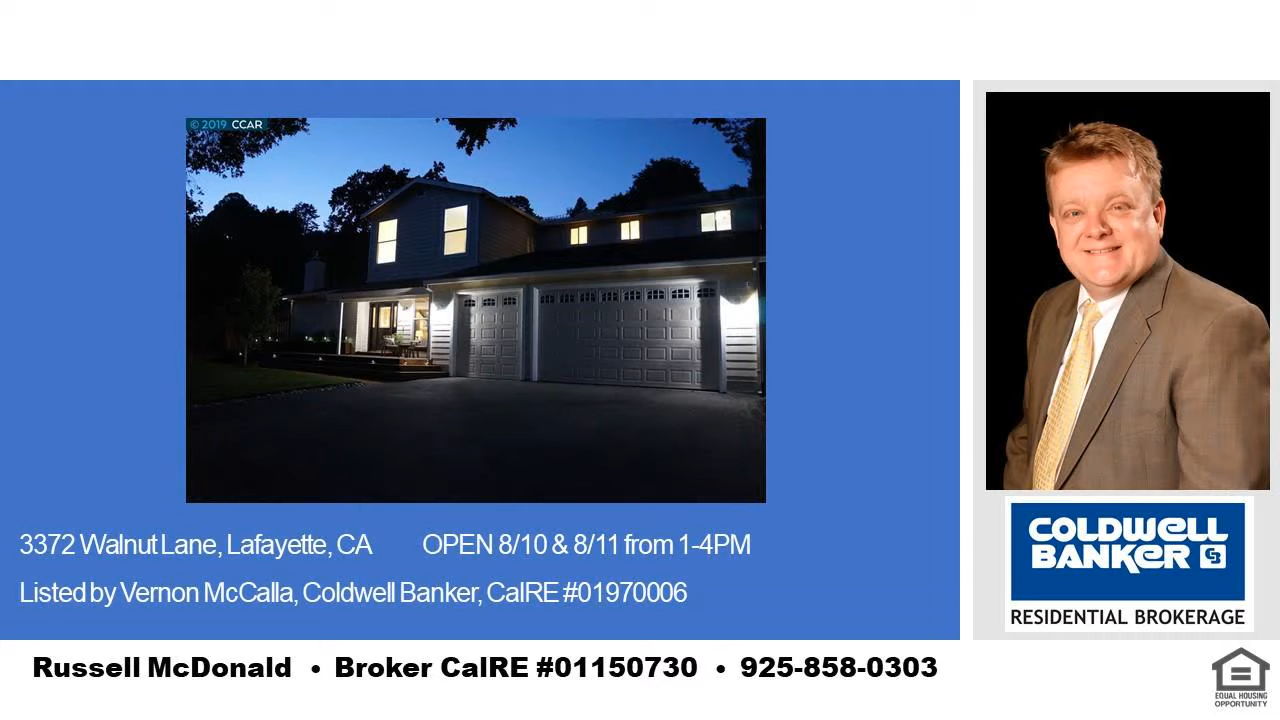 © 2019 CCAR
3372 Walnut Lane, Lafayette, CA OPEN 8/10 & 8/11 from 1-4PM
Listed by Vernon McCalla, Coldwell Banker, CalRE #01970006
COLDWELL
BANKER CB
RESIDENTIAL BROKERAGE
Russell McDonald • Broker CalRE #01150730 • 925-858-0303
EQUAL HOUSING
OPPORTUNITY